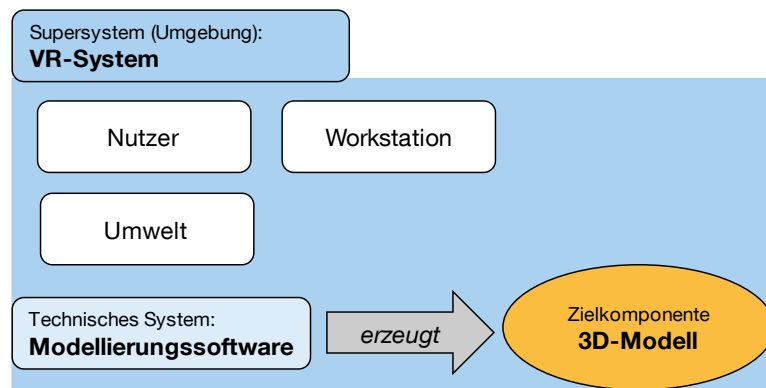 Supersystem (Umgebung):
VR-System
Nutzer
Workstation
Umwelt
Technisches System:
Modellierungssoftware
erzeugt
Zielkomponente
3D-Modell